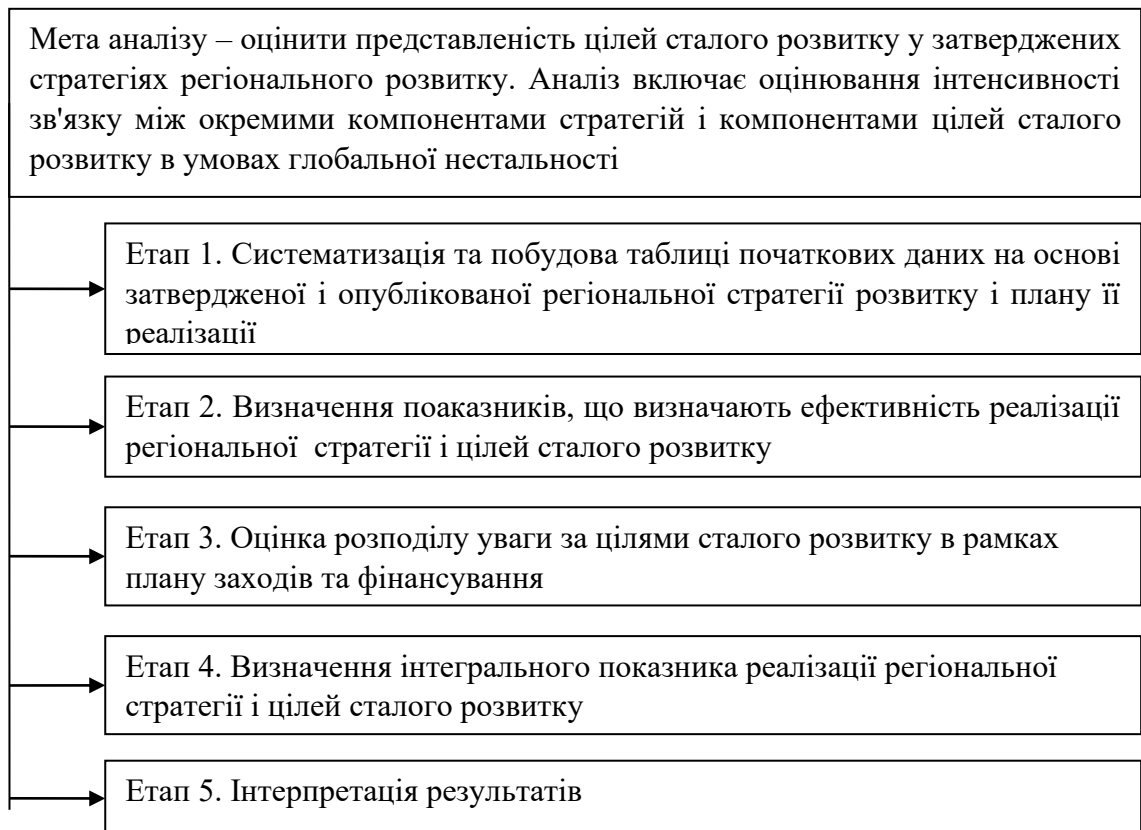 Мета аналізу – оцінити представленість цілей сталого розвитку у затверджених
стратегіях регіонального розвитку. Аналіз включає оцінювання інтенсивності
зв'язку між окремими компонентами стратегій і компонентами цілей сталого
розвитку в умовах глобальної нестальності
Етап 1. Систематизація та побудова таблиці початкових даних на основі
затвердженої і опублікованої регіональної стратегії розвитку і плану її
реалізації
Етап 2. Визначення поаказників, що визначають ефективність реалізації
регіональної стратегії і цілей сталого розвитку
Етап 3. Оцінка розподілу уваги за цілями сталого розвитку в рамках
плану заходів та фінансування
Етап 4. Визначення інтегрального показника реалізації регіональної
стратегії і цілей сталого розвитку
Етап 5. Інтерпретація результатів